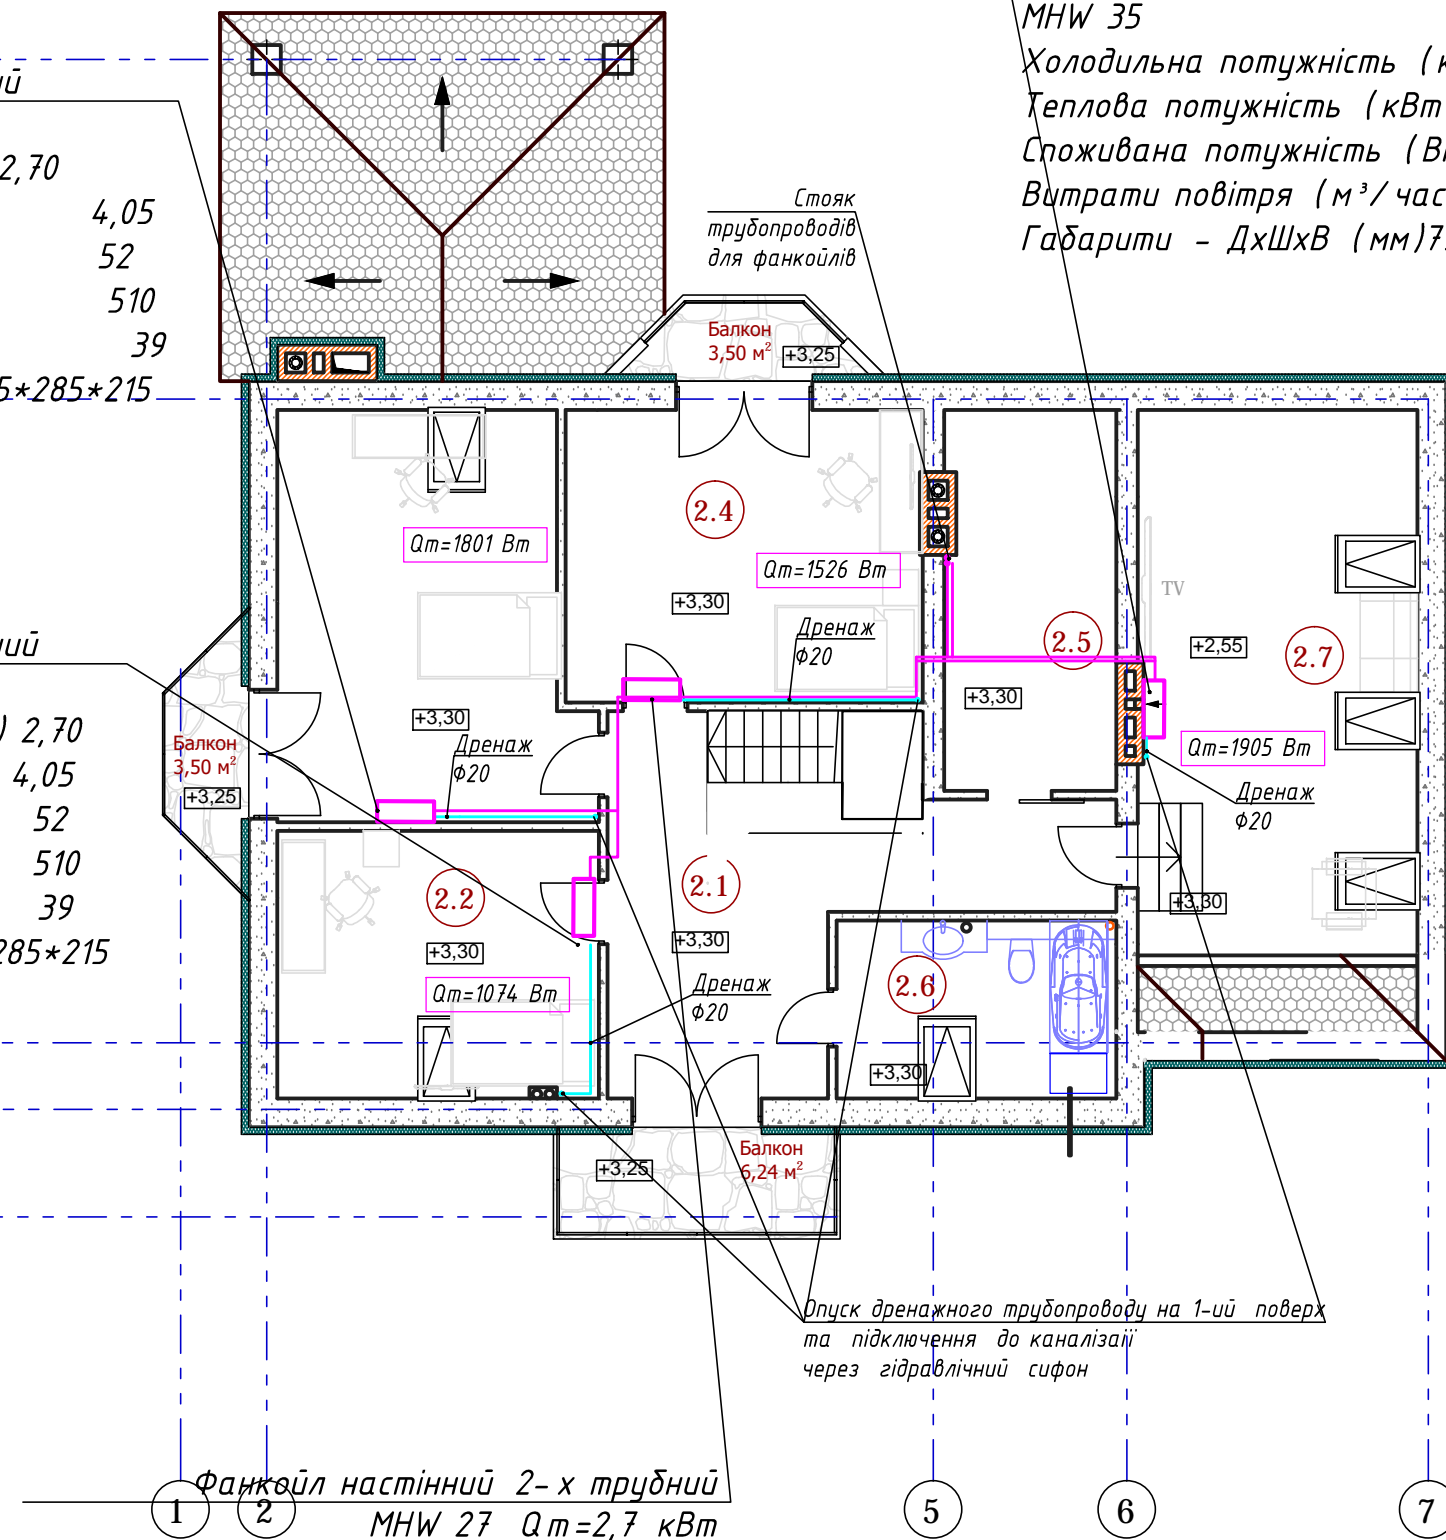 MHW 35
Холодильна потужність
Теплова потужність (кВт
Споживана потужність
Витрати повітря (м³/час
Габарити - ДхШхВ (мм)
2,70
4,05
52
510
39
*285*215
Стояк
трубопроводів
для фанкойлів
Балкон
3,50 м²
+3,25
2.4
Qт=1801 Вт
Qт=1526 Вт
+3,30
Дренаж
Ф20
TV
2.5
+2,55
2.7
+3,30
2,70
4,05
52
510
39
285*215
Балкон
3,50 м²
+3,25
+3,30
Дренаж
Ф20
Qт=1905 Вт
Дренаж
Ф20
2.2
2.1
+3,30
+3,30
+3,30
Qт=1074 Вт
Дренаж
Ф20
2.6
+3,30
+3,25
Балкон
6,24 м²
Опуск дренажного трубопроводу на 1-ий поверх
та підключення до каналізаїї
через гідравлічний сифон
Фанкойл настінний 2-х трубний
MHW 27 Qт=2,7 кВт
1
2
5
6
7